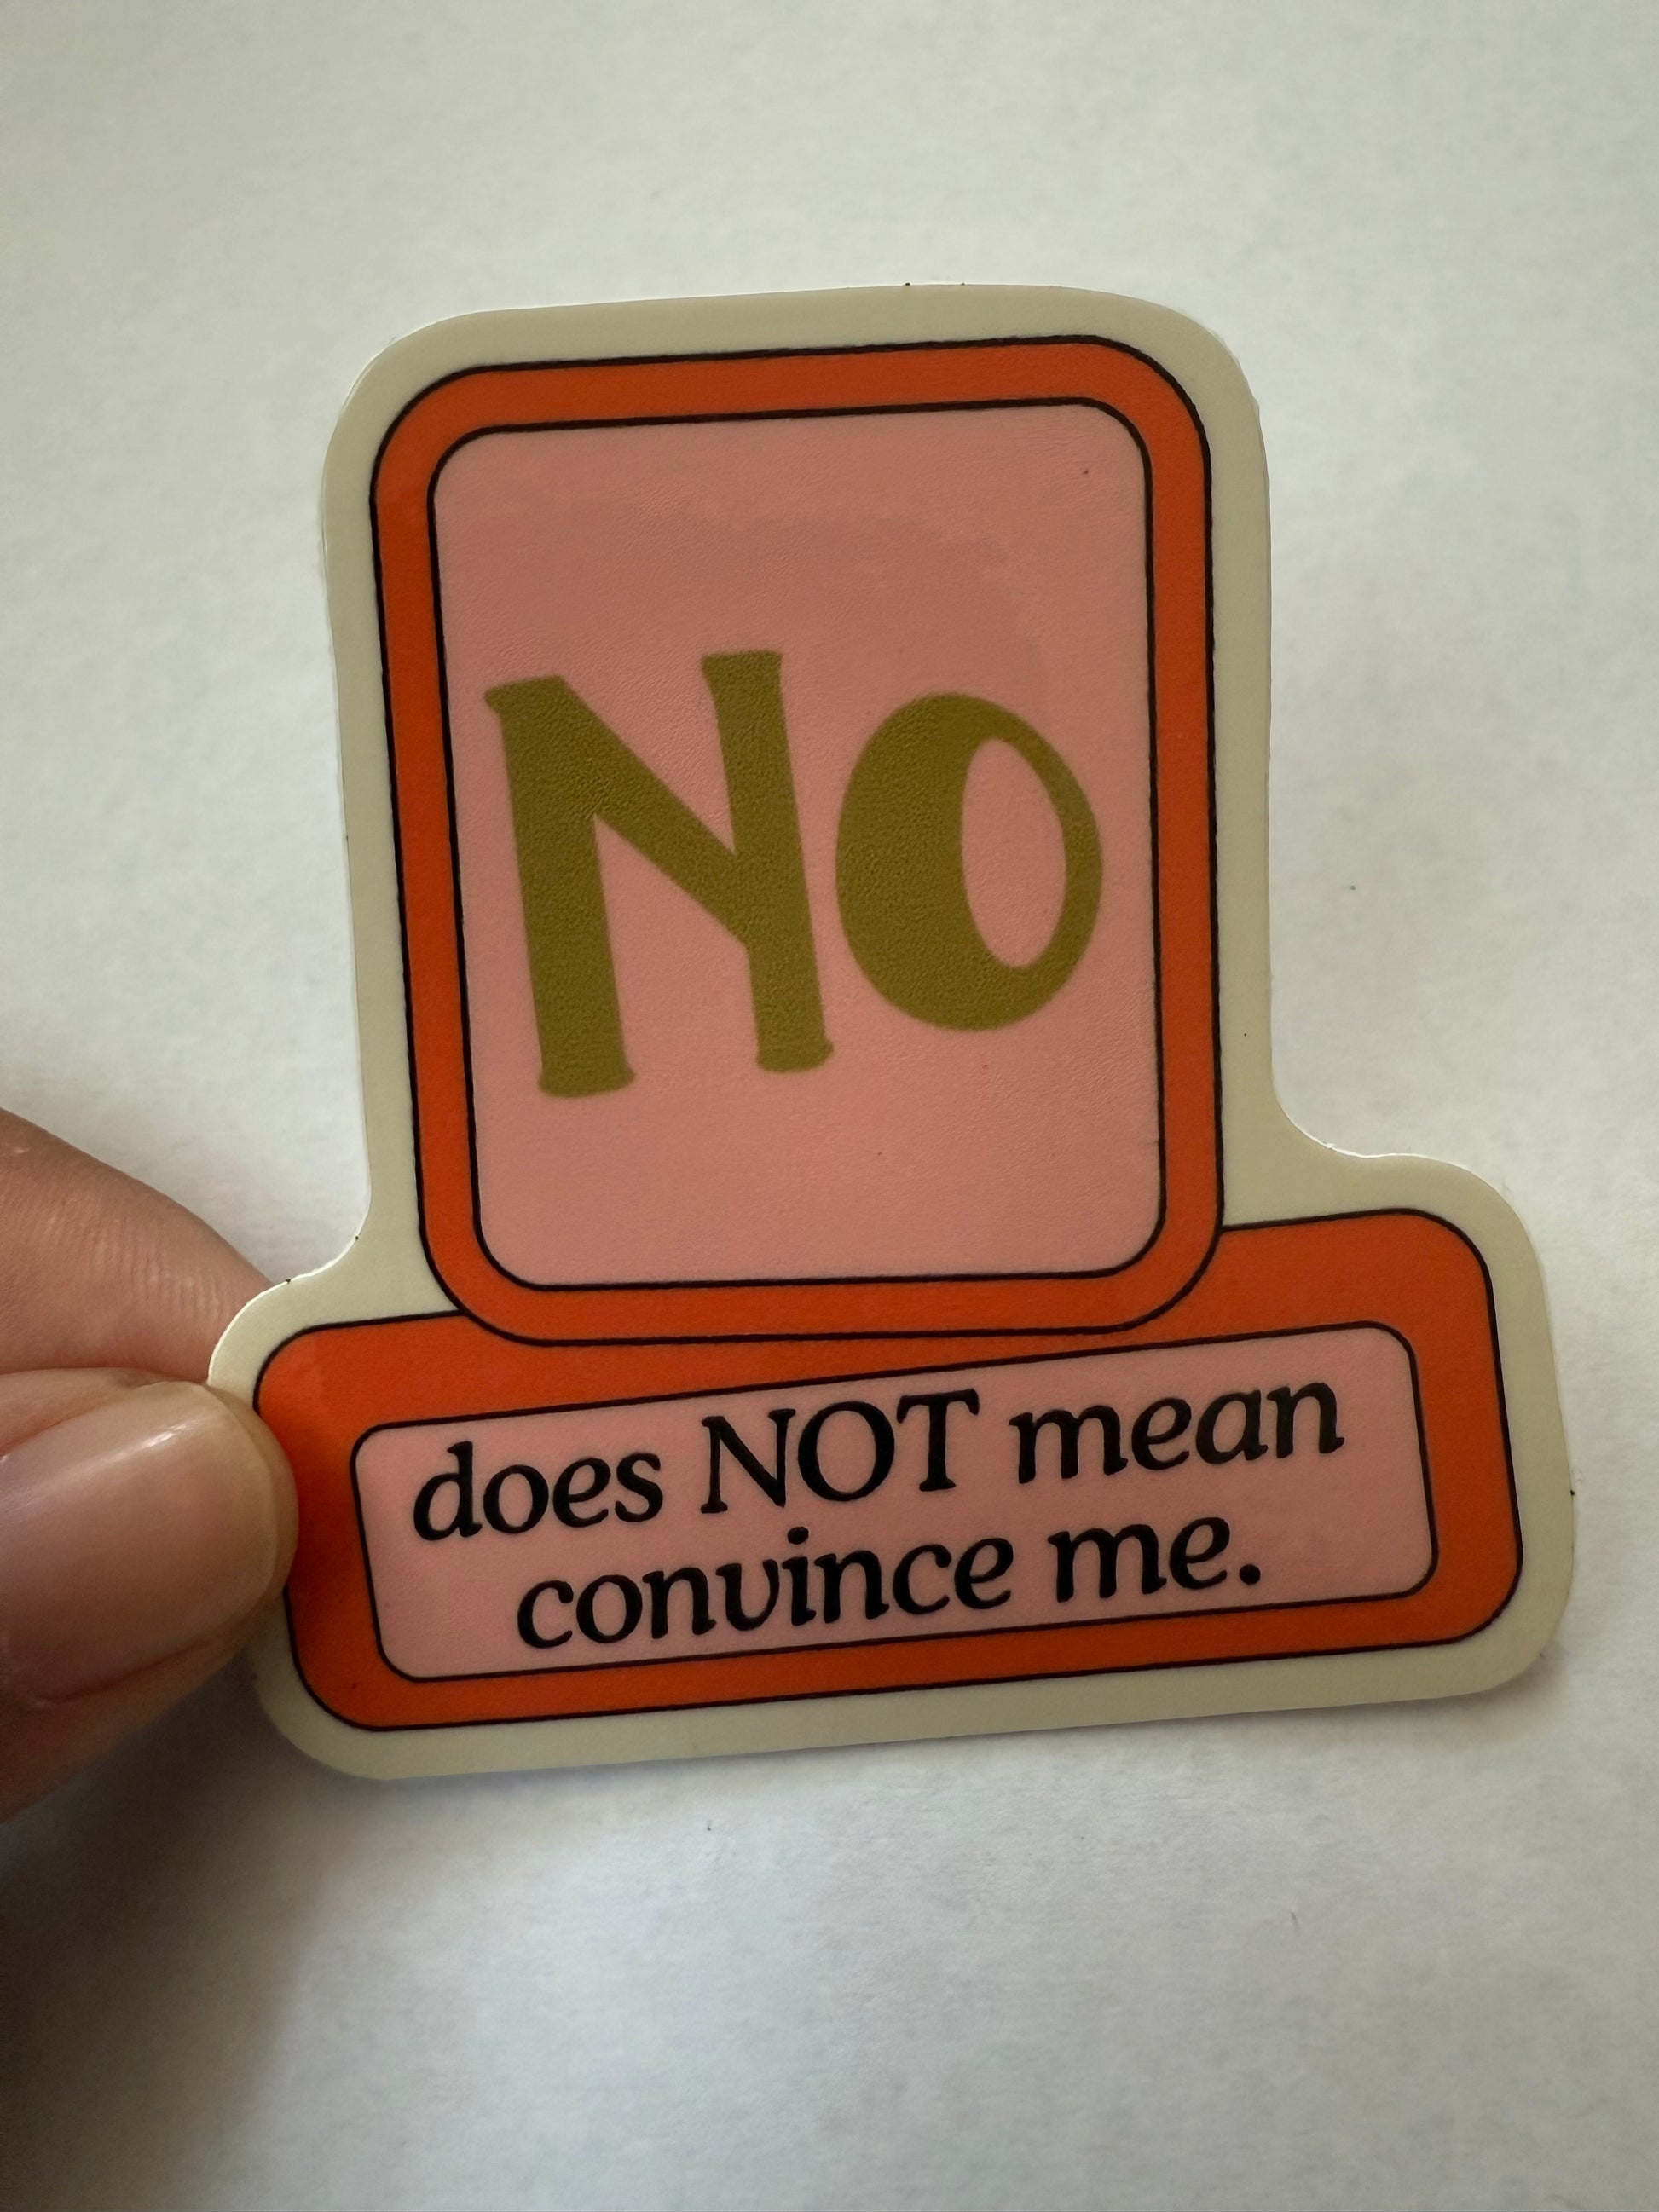 NO
does NOT mean
convince me.